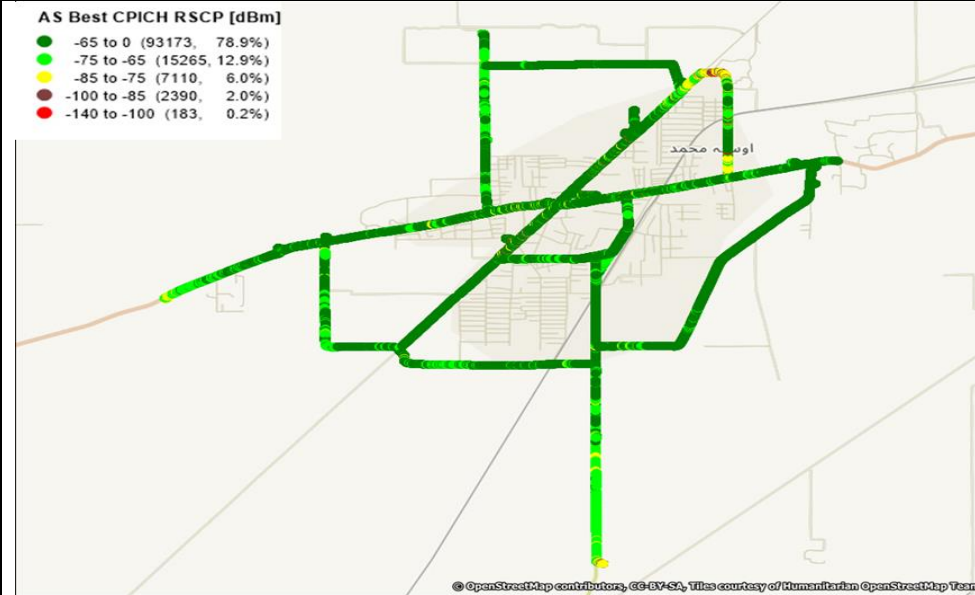 AS Best CPICH RSCP [dBm]
-65 to 0 (93173, 78.9%)
-75 to -65 (15265, 12.9%)
-85 to -75 (7110, 6.0%)
-100 to -85 (2390, 2.0%)
-140 to -100 (183, 0.2%)
محمد
© OpenStreetMap contributors, CC-BY-SA, Tiles courtesy of Humanitarian OpenStreetMap Team